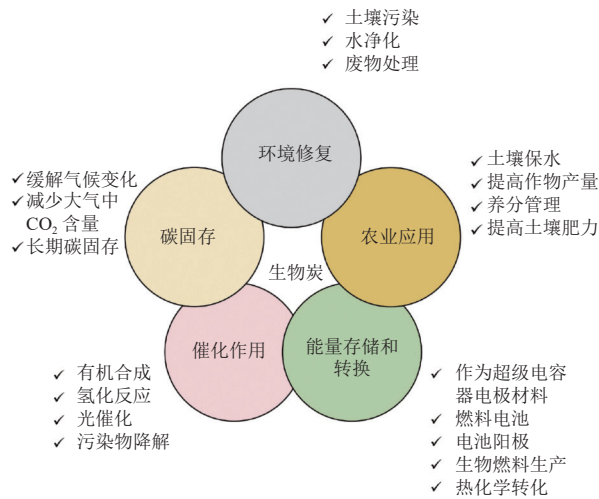 ✓ 土壤污染
✓ 水净化
✓ 废物处理
环境修复
✓ 缓解气候变化
✓ 减少大气中
CO₂ 含量
✓ 长期碳固存
碳固存
✓ 土壤保水
✓ 提高作物产量
✓ 养分管理
✓ 提高土壤肥力
农业应用
生物炭
催化作用
✓ 有机合成
✓ 氢化反应
✓ 光催化
✓ 污染物降解
能量存储和
转换
✓ 作为超级电容
器电极材料
✓ 燃料电池
✓ 电池阳极
✓ 生物燃料生产
✓ 热化学转化